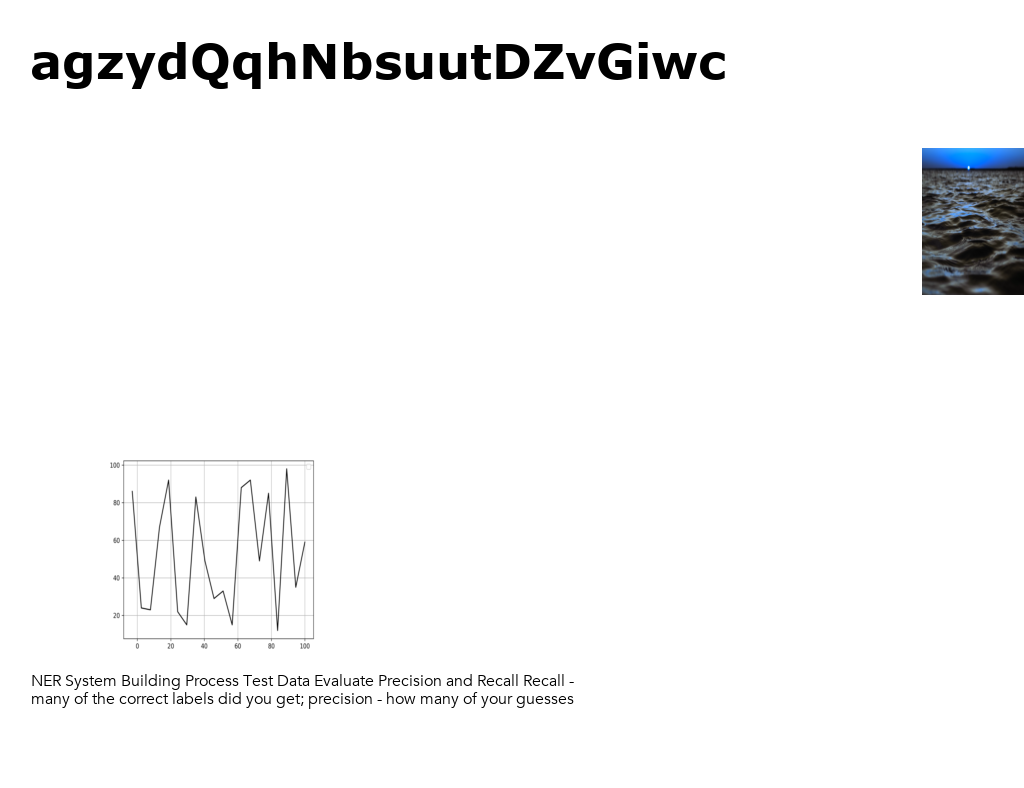 agzydQqhNbsuutDZvGiwc
100
80
60
40
20
0 20 40 60 80 100
NER System Building Process Test Data Evaluate Precision and Recall Recall -
many of the correct labels did you get; precision - how many of your guesses